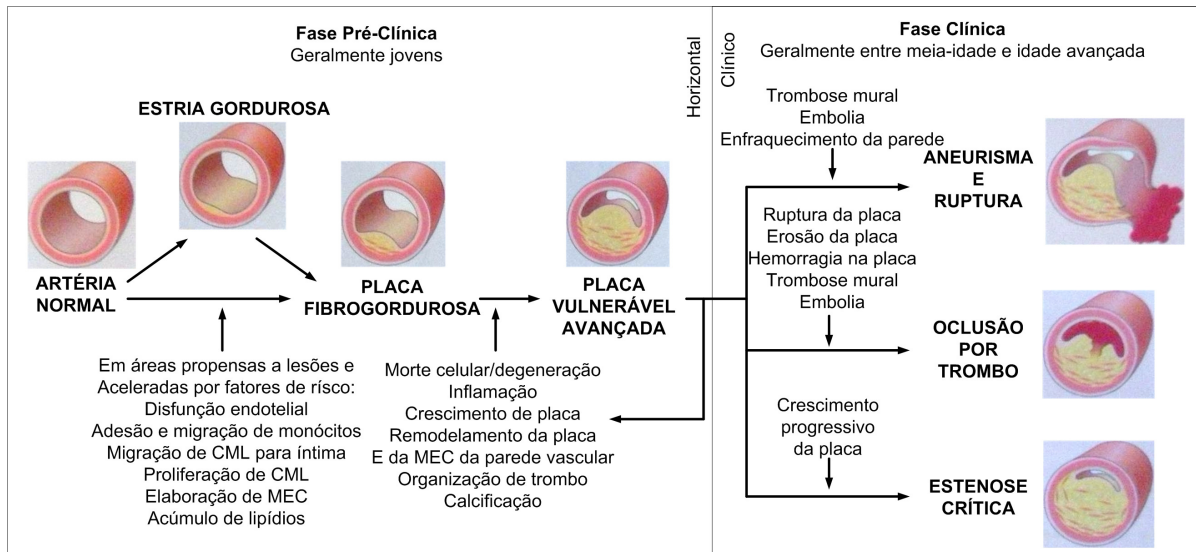 Fase Pré-Clínica
Geralmente jovens
Horizontal
Clínico
Fase Clínica
Geralmente entre meia-idade e idade avançada
ESTRIA GORDUROSA
ARTÉRIA
NORMAL
PLACA
FIBROGORDUROSA
PLACA
VULNERÁVEL
AVANÇADA
Em áreas propensas a lesões e
Aceleradas por fatores de rísco:
Disfunção endotelial
Adesão e migração de monócitos
Migração de CML para íntima
Proliferação de CML
Elaboração de MEC
Acúmulo de lipídios
Morte celular/degeneração
Inflamação
Crescimento de placa
Remodelamento da placa
E da MEC da parede vascular
Organização de trombo
Calcificação
Trombose mural
Embolia
Enfraquecimento da parede
ANEURISMA
E
RUPTURA
Ruptura da placa
Erosão da placa
Hemorragia na placa
Trombose mural
Embolia
OCLUSÃO
POR
TROMBO
Crescimento
progressivo
da placa
ESTENOSE
CRÍTICA